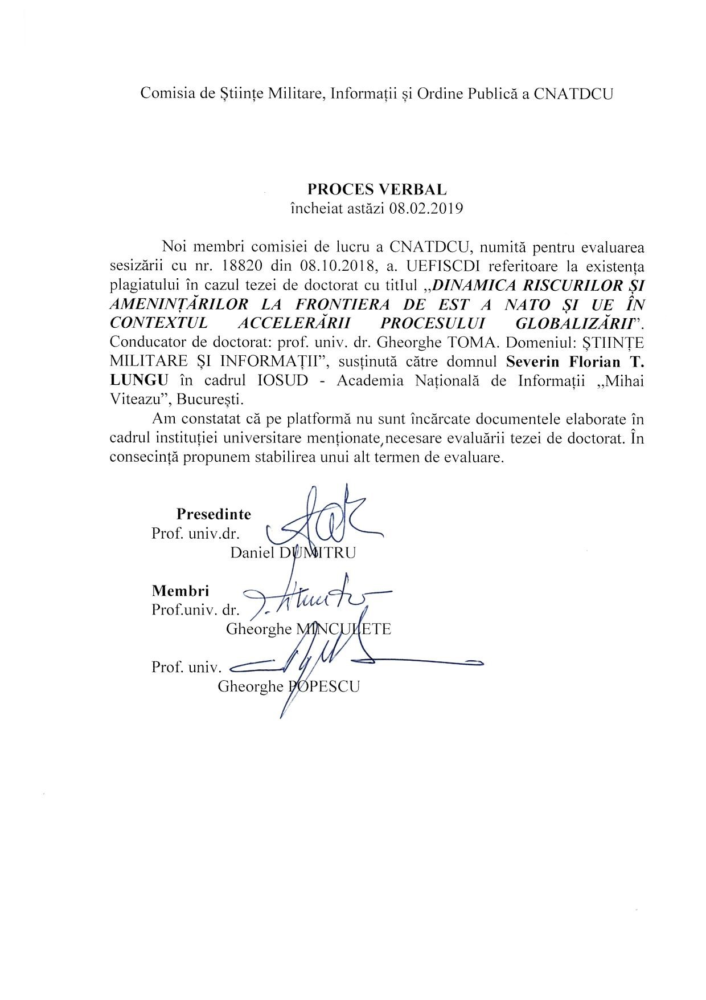 Comisia de Științe Militare, Informații și Ordine Publică a CNATDCU
PROCES VERBAL
încheiat astăzi 08.02.2019
Noi membri comisiei de lucru a CNATDCU, numită pentru evaluarea
sesizării cu nr. 18820 din 08.10.2018, a. UEFISCDI referitoare la existența
plagiatului în cazul tezei de doctorat cu titlul ,,DINAMICA RISCURILOR ȘI
AMENINȚĂRILOR LA FRONTIERA DE EST A NATO ȘI UE ÎN
CONTEXTUL ACCELERĂRII PROCESULUI GLOBALIZĂRII”.
Conducator de doctorat: prof. univ. dr. Gheorghe TOMA. Domeniul: ȘTIINȚE
MILITARE ȘI INFORMAȚII”, susținută către domnul Severin Florian T.
LUNGU în cadrul IOSUD - Academia Națională de Informații ,,Mihai
Viteazu”, București.
Am constatat că pe platformă nu sunt încărcate documentele elaborate în
cadrul instituției universitare menționate, necesare evaluării tezei de doctorat. În
consecință propunem stabilirea unui alt termen de evaluare.
Presedinte
Prof. univ.dr.
Daniel DUMITRU
Membri
Prof.univ. dr.
Gheorghe MINCULETE
Prof. univ.
Gheorghe POPESCU